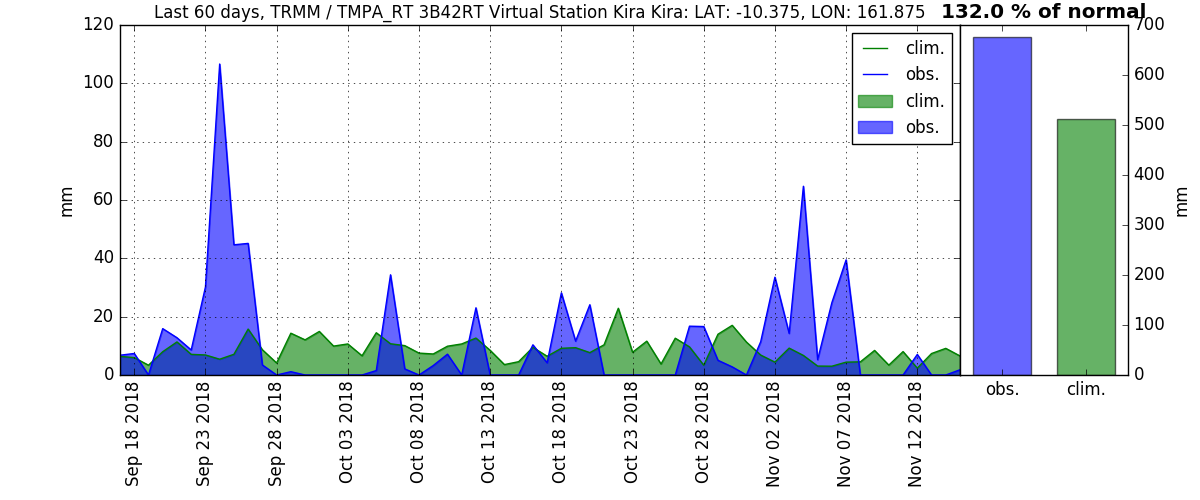 Last 60 days, TRMM / TMPA_RT 3B42RT Virtual Station Kira Kira: LAT: -10.375, LON: 161.875
132.0 % of normal
120
100
80
60
40
20
0
mm
clim.
obs.
clim.
obs.
700
600
500
400
300
200
100
0
mm
Sep 18 2018
Sep 23 2018
Sep 28 2018
Oct 03 2018
Oct 08 2018
Oct 13 2018
Oct 18 2018
Oct 23 2018
Oct 28 2018
Nov 02 2018
Nov 07 2018
Nov 12 2018
obs.
clim.